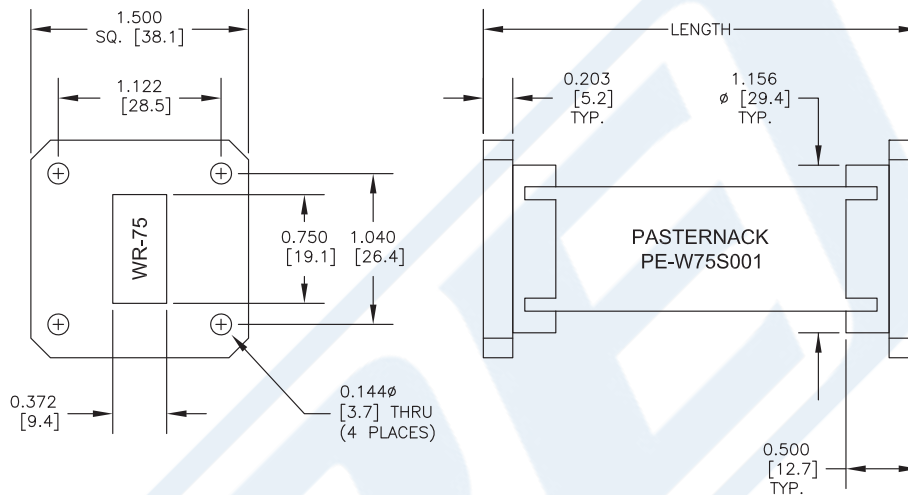 1.500
SQ. [38.1]
1.122
[28.5]
WR-75
0.750
[19.1]
1.040
[26.4]
0.372
[9.4]
0.144ø
[3.7] THRU
(4 PLACES)
LENGTH
0.203
[5.2]
TYP.
1.156
ø [29.4]
TYP.
PASTERNACK
PE-W75S001
0.500
[12.7]
TYP.